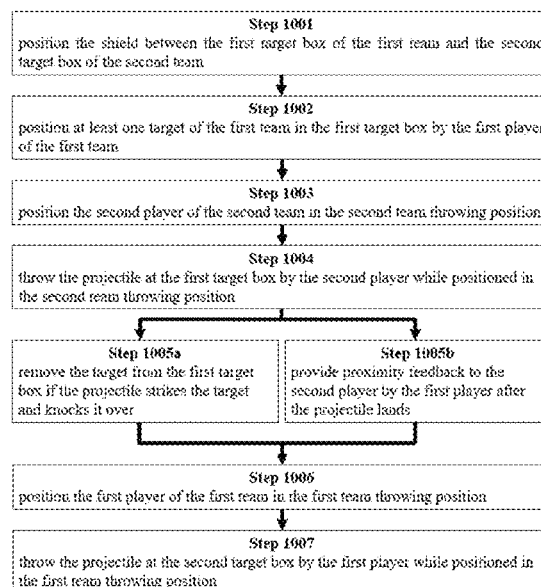 Step 1001
position the shield between the first target box of the first team and the second
target box of the second team
Step 1002
position at least one target of the first team in the first target box by the first player
of the first team
Step 1003
position the second player of the second team in the second team throwing position
Step 1004
throw the projectile at the first target box by the second player while positioned in
the second team throwing position
Step 1005a
remove the target from the first target
box if the projectile strikes the target
and knocks it over
Step 1005b
provide proximity feedback to the
second player by the first player after
the projectile lands
Step 1006
position the first player of the first team in the first team throwing position
Step 1007
throw the projectile at the second target box by the first player while positioned in
the first team throwing position